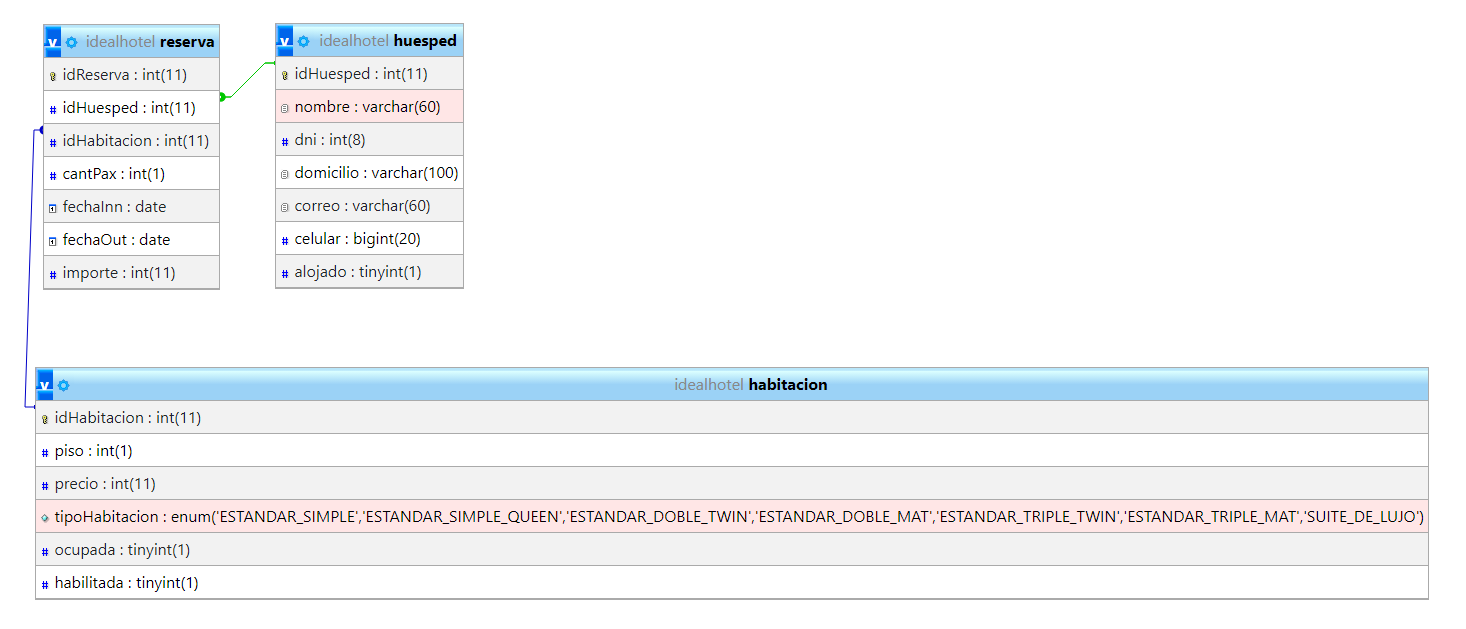 v idealhotel reserva
idReserva : int(11)
# idHuesped : int(11)
# idHabitacion : int(11)
# cantPax : int(1)
fechaInn : date
fechaOut : date
# importe : int(11)
v idealhotel huesped
idHuesped : int(11)
nombre : varchar(60)
# dni : int(8)
domicilio : varchar(100)
correo : varchar(60)
# celular : bigint(20)
# alojado : tinyint(1)
v idealhotel habitacion
idHabitacion : int(11)
# piso : int(1)
# precio : int(11)
tipoHabitacion : enum('ESTANDAR_SIMPLE','ESTANDAR_SIMPLE_QUEEN','ESTANDAR_DOBLE_TWIN','ESTANDAR_DOBLE_MAT','ESTANDAR_TRIPLE_TWIN','ESTANDAR_TRIPLE_MAT','SUITE_DE_LUJO')
# ocupada : tinyint(1)
# habilitada : tinyint(1)